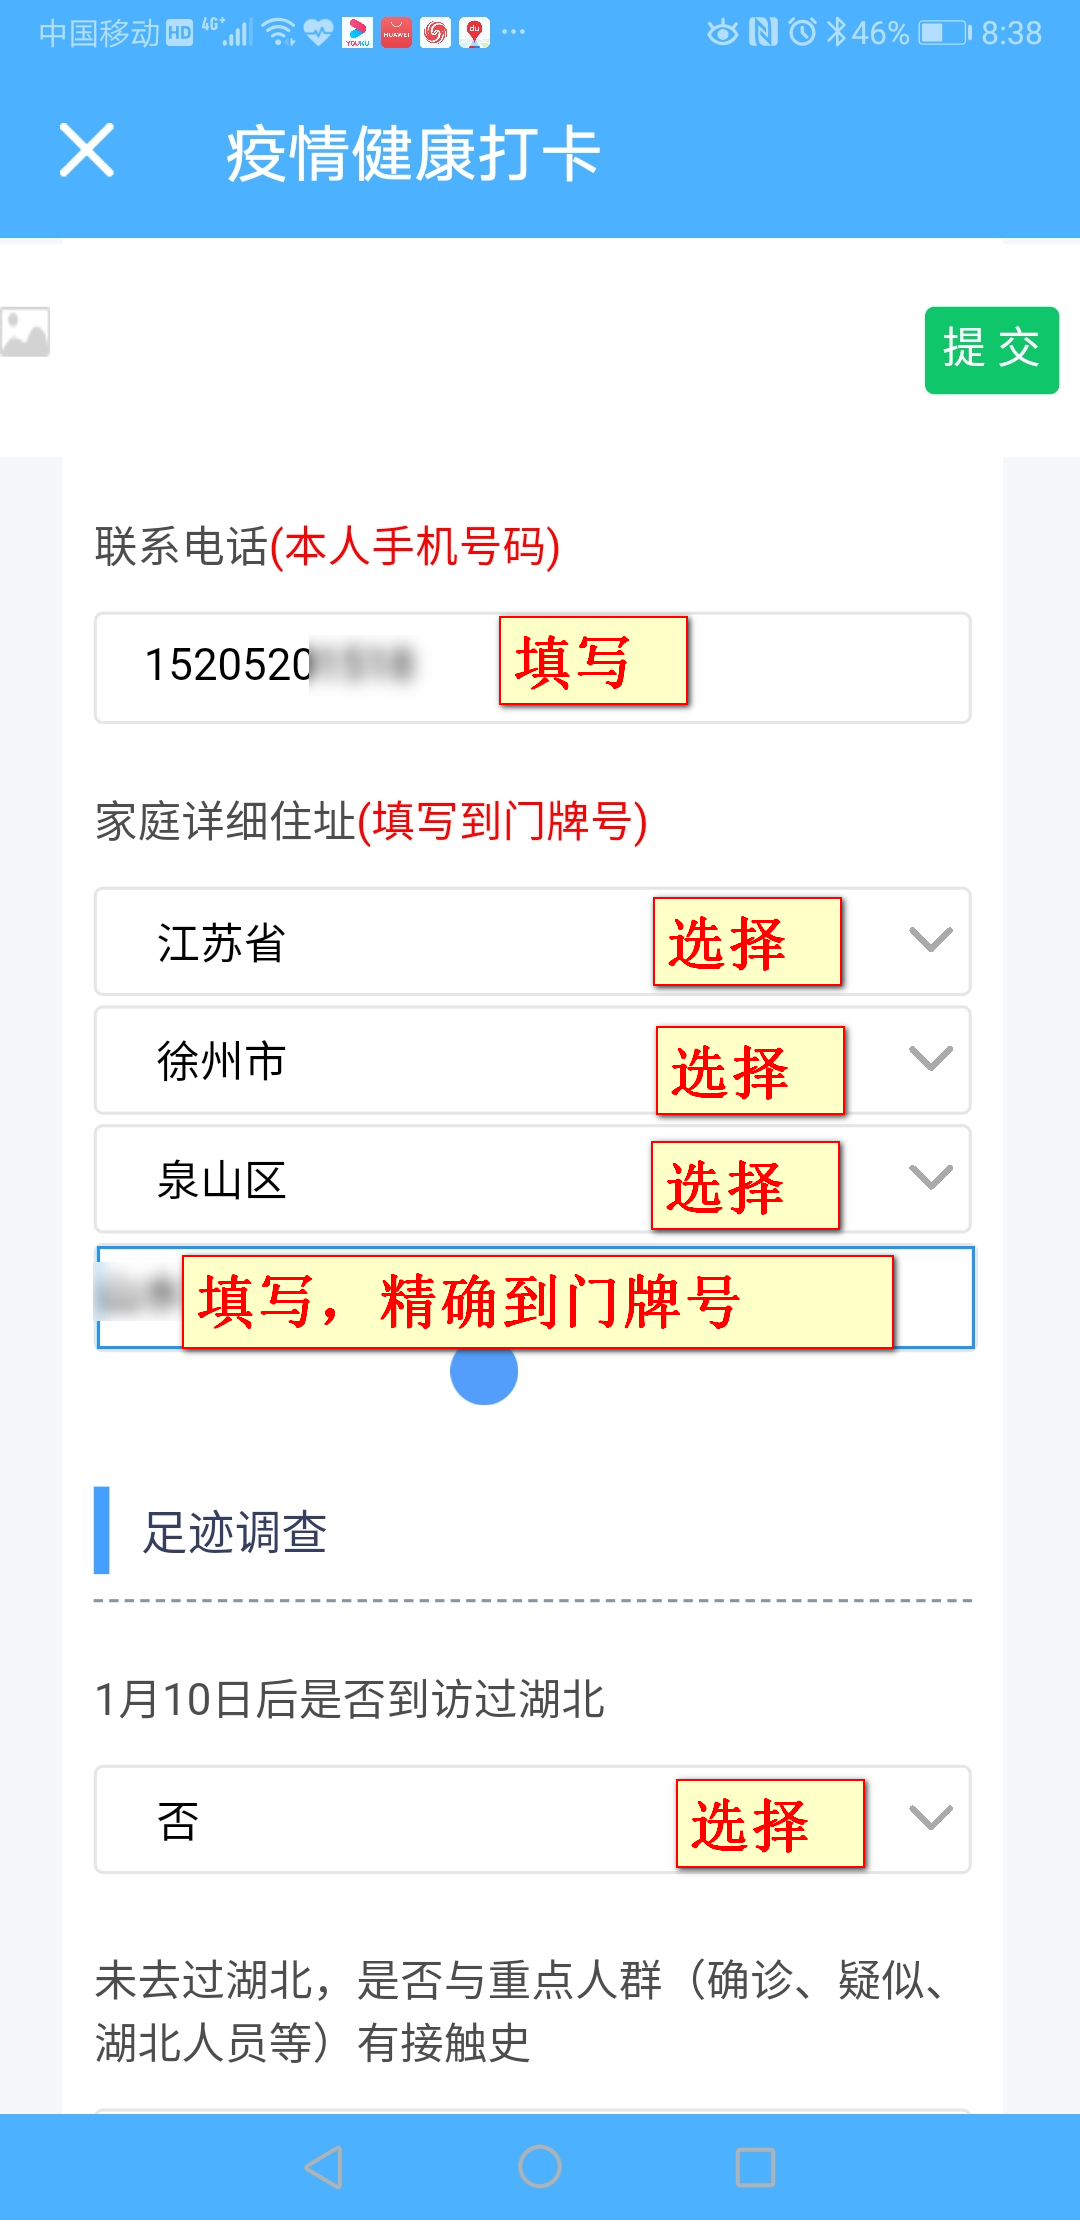 中国移动 HD 4G+ YOUKU HUAWEI du ... 46% 8:38
疫情健康打卡
提 交
联系电话(本人手机号码)
1520520 填写
家庭详细住址(填写到门牌号)
江苏省 选择
徐州市 选择
泉山区 选择
填写，精确到门牌号
足迹调查
1月10日后是否到访过湖北
否 选择
未去过湖北，是否与重点人群（确诊、疑似、
湖北人员等）有接触史